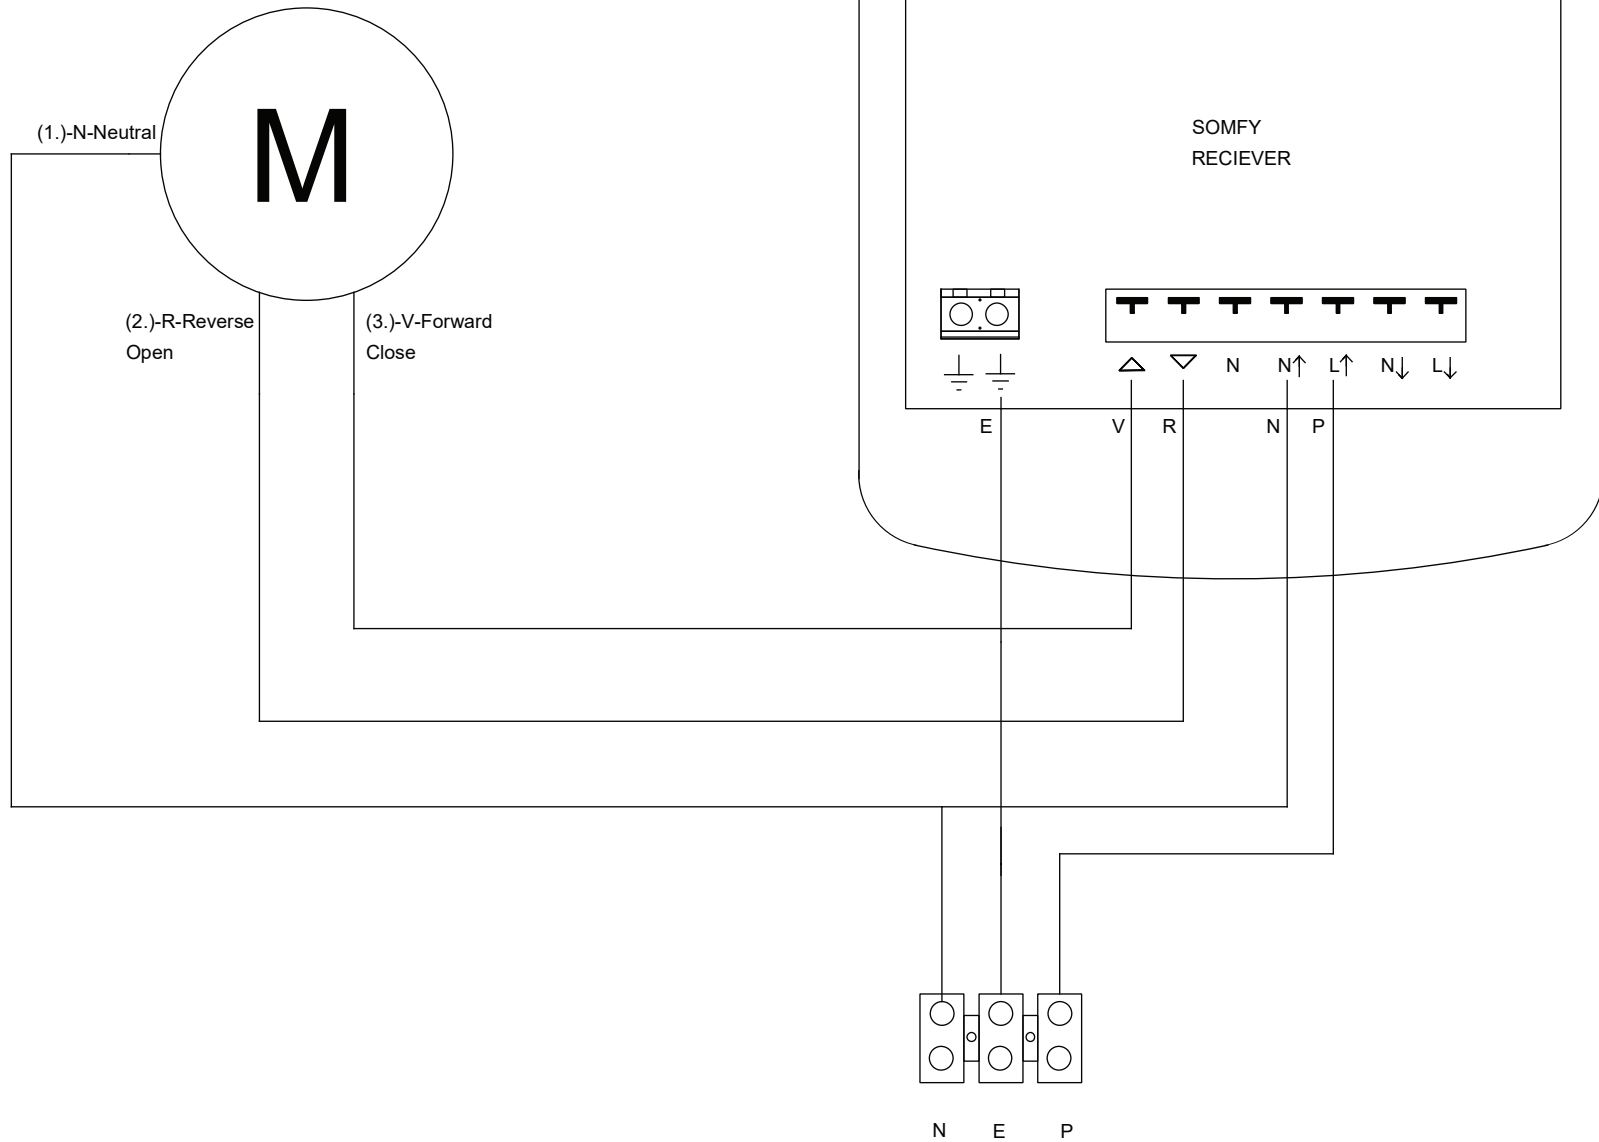 (1.)-N-Neutral
M
SOMFY
RECIEVER
(2.)-R-Reverse
Open
(3.)-V-Forward
Close
N N↑ L↑ N↓ L↓
E V R N P
N E P